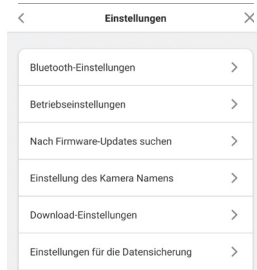 Einstellungen
Bluetooth-Einstellungen
Betriebseinstellungen
Nach Firmware-Updates suchen
Einstellung des Kamera Namens
Download-Einstellungen
Einstellungen für die Datensicherung